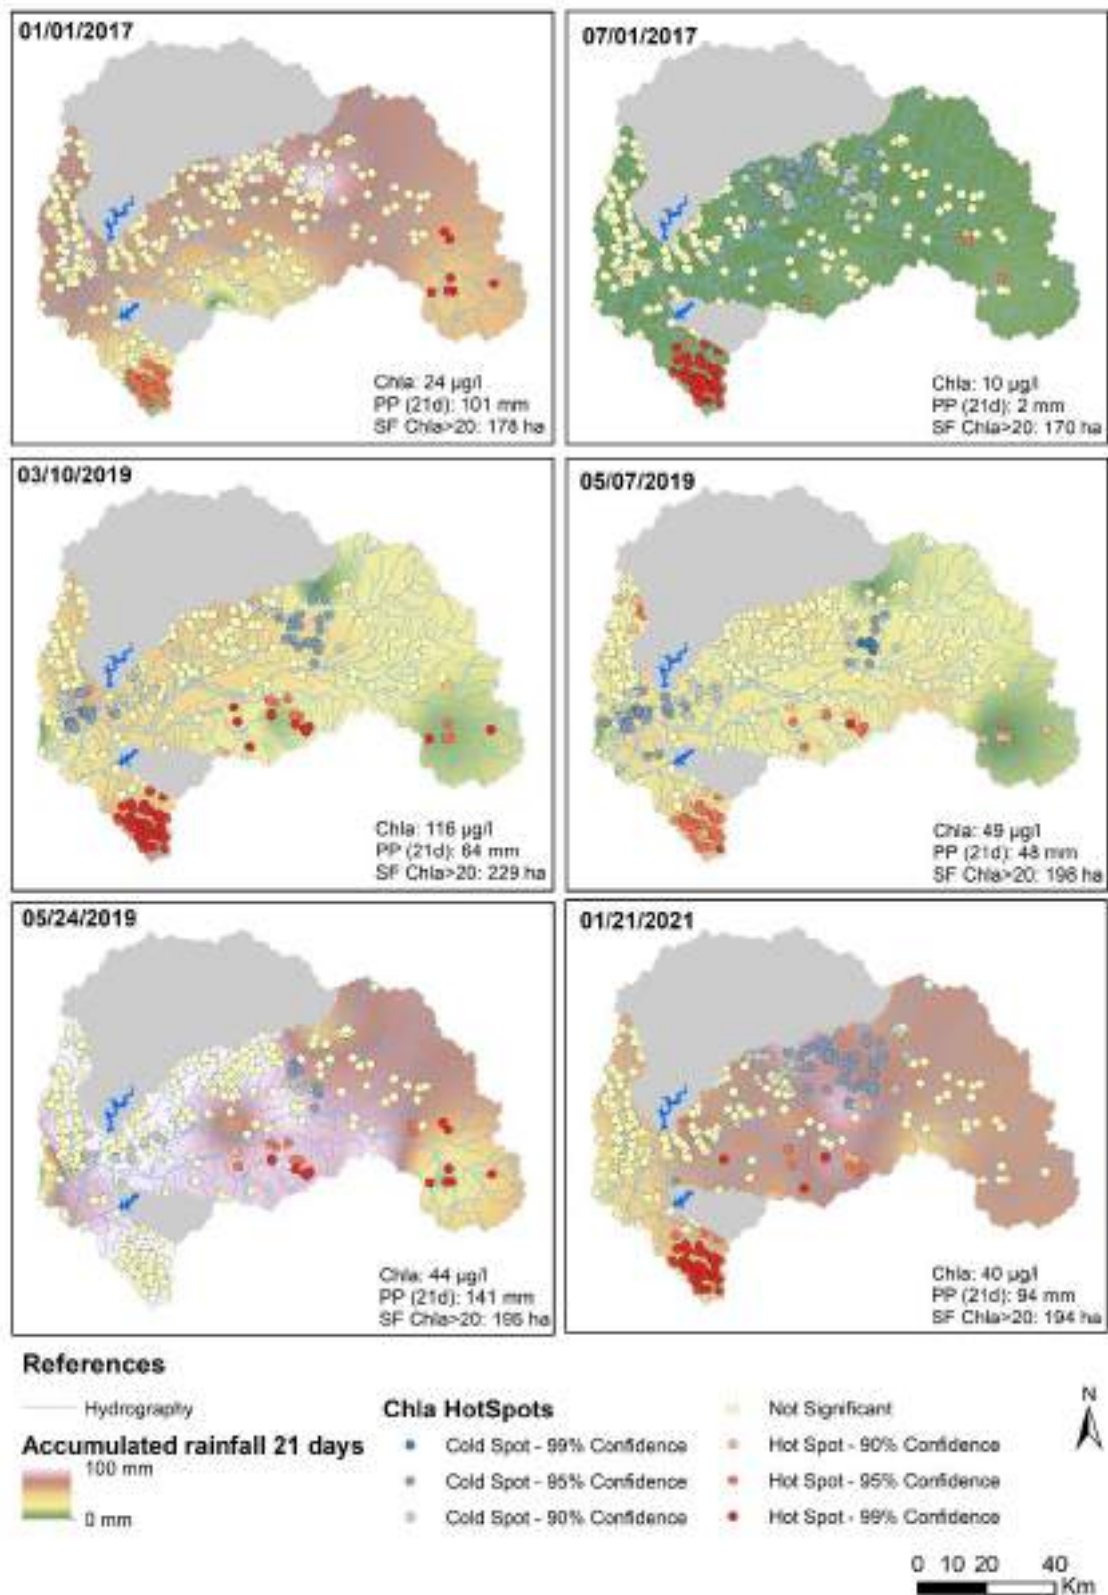 01/01/2017
Chla: 24 µg/l
PP (21d): 101 mm
SF Chla>20: 178 ha
07/01/2017
Chla: 10 µg/l
PP (21d): 2 mm
SF Chla>20: 170 ha
03/10/2019
Chla: 116 µg/l
PP (21d): 64 mm
SF Chla>20: 229 ha
05/07/2019
Chla: 49 µg/l
PP (21d): 48 mm
SF Chla>20: 198 ha
05/24/2019
Chla: 44 µg/l
PP (21d): 141 mm
SF Chla>20: 195 ha
01/21/2021
Chla: 40 µg/l
PP (21d): 94 mm
SF Chla>20: 194 ha
References
Hydrography
Accumulated rainfall 21 days
100 mm
0 mm
Chla HotSpots
Cold Spot - 99% Confidence
Cold Spot - 95% Confidence
Cold Spot - 90% Confidence
Not Significant
Hot Spot - 90% Confidence
Hot Spot - 95% Confidence
Hot Spot - 99% Confidence
N
0 10 20 40
Km